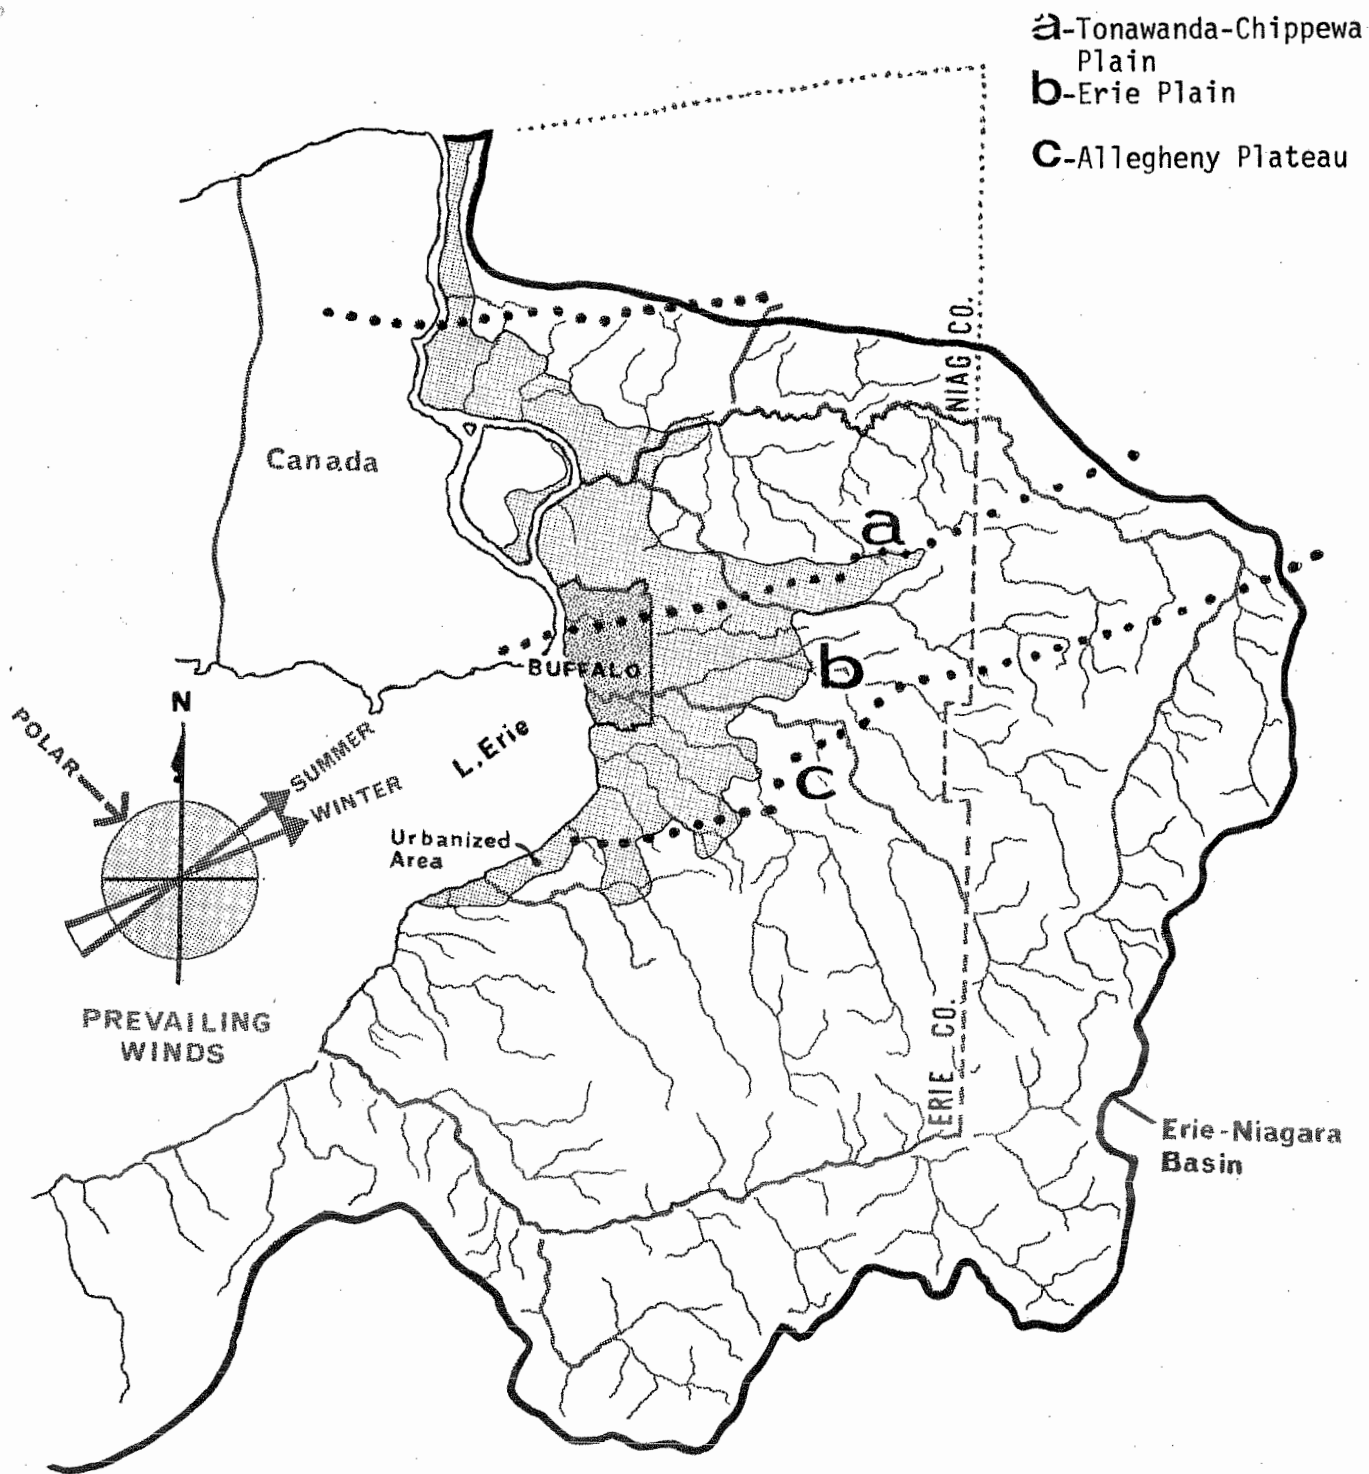 a-Tonawanda-Chippewa
Plain
b-Erie Plain
c-Allegheny Plateau
NIAG CO.
Canada
a
b
BUFFALO
N
POLAR
SUMMER
WINTER
L.Erie
c
Urbanized
Area
PREVAILING
WINDS
ERIE CO.
Erie-Niagara
Basin